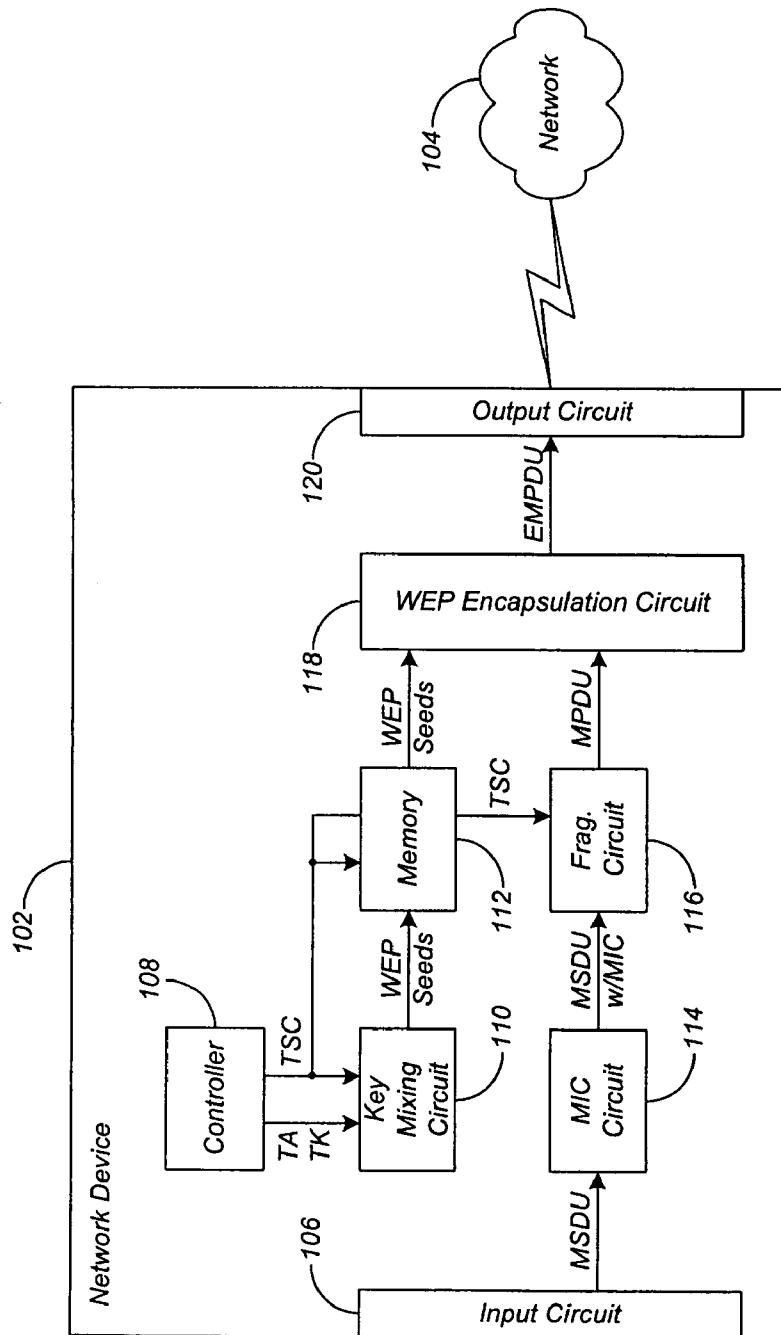 Network Device
102
104
Network
108
Controller
TA
TK
TSC
Key
Mixing
Circuit
110
WEP
Seeds
Memory
112
WEP
Seeds
TSC
106
Input Circuit
MSDU
MIC
Circuit
114
MSDU
w/MIC
Frag.
Circuit
116
MPDU
118
WEP Encapsulation Circuit
EMPDU
120
Output Circuit